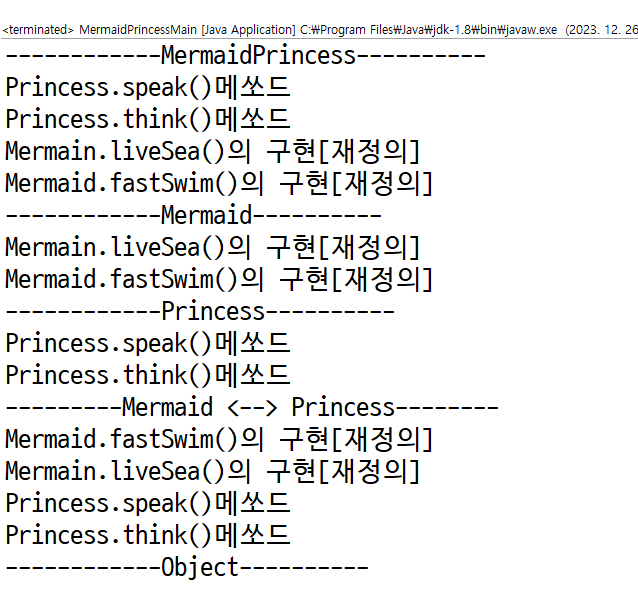 <terminated> MermaidPrincessMain [Java Application] C:₩Program Files₩Java₩jdk-1.8₩bin₩javaw.exe  (2023. 12. 26
------------MermaidPrincess----------
Princess.speak()메쏘드
Princess.think()메쏘드
Mermain.liveSea()의 구현[재정의]
Mermaid.fastSwim()의 구현[재정의]
------------Mermaid----------
Mermain.liveSea()의 구현[재정의]
Mermaid.fastSwim()의 구현[재정의]
------------Princess----------
Princess.speak()메쏘드
Princess.think()메쏘드
---------Mermaid <--> Princess--------
Mermaid.fastSwim()의 구현[재정의]
Mermain.liveSea()의 구현[재정의]
Princess.speak()메쏘드
Princess.think()메쏘드
------------Object----------